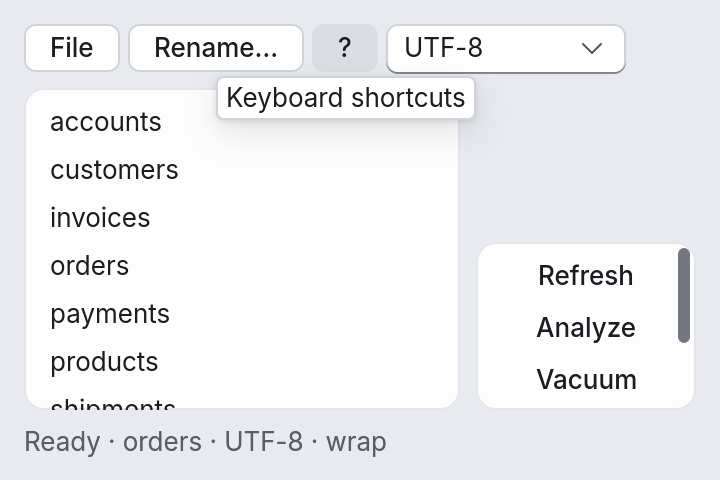 File Rename... ? UTF-8
Keyboard shortcuts
accounts
customers
invoices
orders
payments
products
shipments
Refresh
Analyze
Vacuum
Ready · orders · UTF-8 · wrap